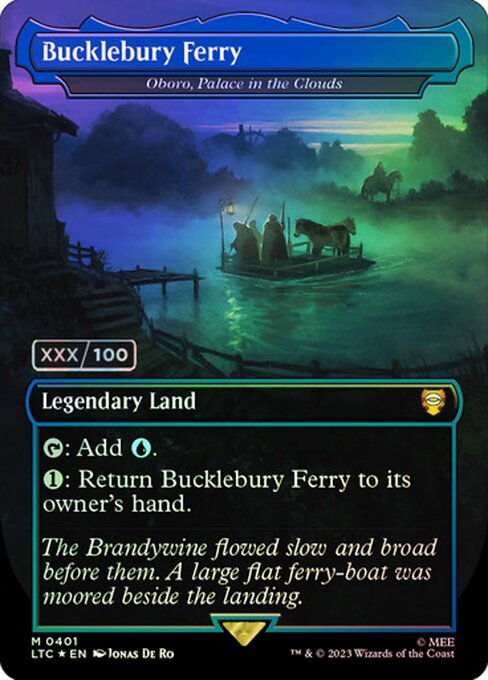 Bucklebury Ferry
Oboro, Palace in the Clouds
XXX/100
Legendary Land
: Add .
1: Return Bucklebury Ferry to its
owner's hand.
The Brandywine flowed slow and broad
before them. A large flat ferry-boat was
moored beside the landing.
M 0401
© MEE
LTC ★ EN Jonas De Ro
™ & © 2023 Wizards of the Coast